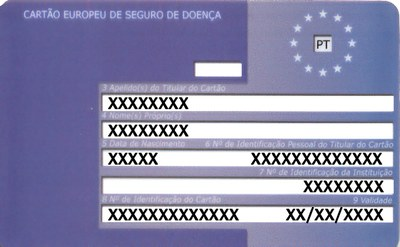 CARTÃO EUROPEU DE SEGURO DE DOENÇA
PT
3 Apelido(s) do Titular do Cartão
XXXXXXXX
4 Nome(s) Próprio(s)
XXXXXXXX
5 Data de Nascimento 6 Nº de Identificação Pessoal do Titular do Cartão
XXXXX XXXXXXXXXXXXX
7 Nº de Identificação da Instituição
XXXXXXXX
8 Nº de Identificação do Cartão 9 Validade
XXXXXXXXXXXXX XX/XX/XXXX